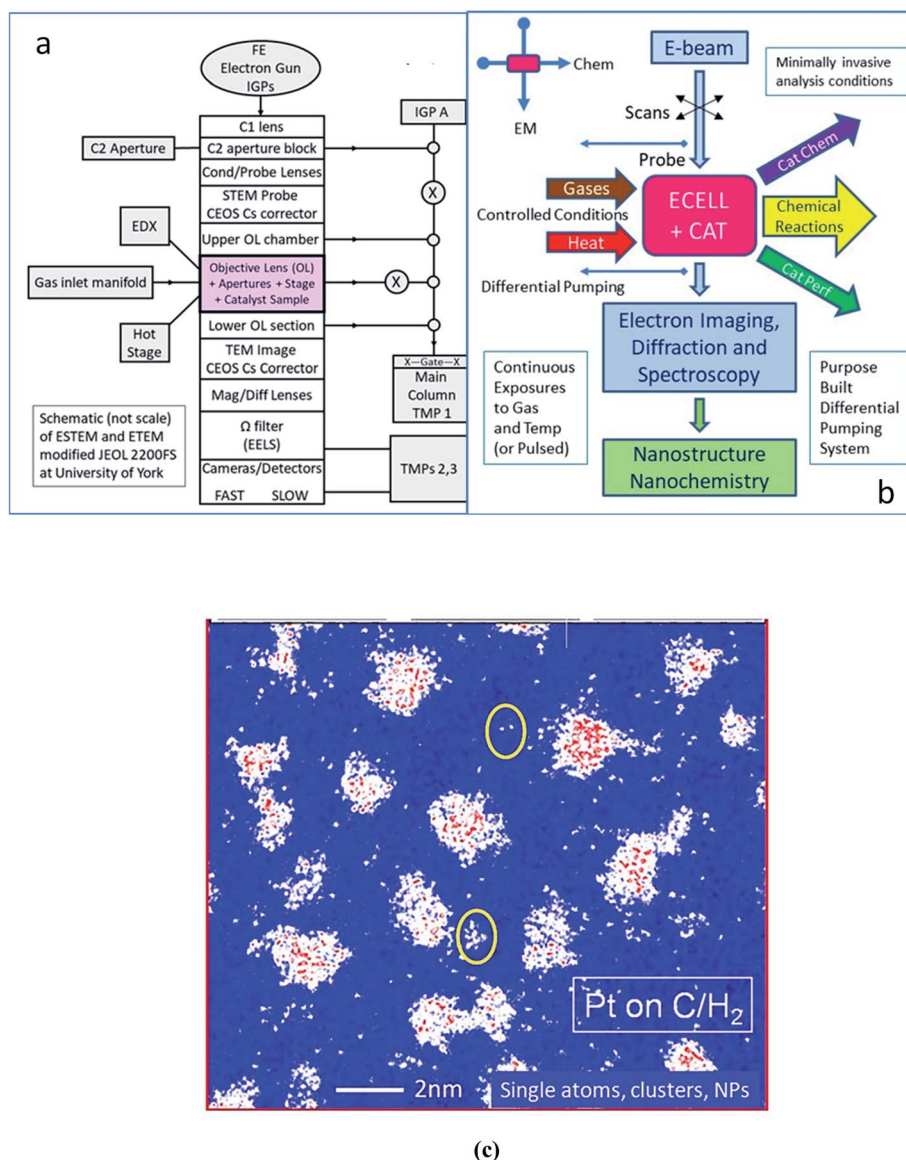 a
FE
Electron Gun
IGPs
C1 lens
C2 Aperture
C2 aperture block
Cond/Probe Lenses
STEM Probe
CEOS Cs corrector
EDX
Upper OL chamber
Gas inlet manifold
Objective Lens (OL)
+ Apertures + Stage
+ Catalyst Sample
Hot
Stage
Lower OL section
TEM Image
CEOS Cs Corrector
Mag/Diff Lenses
Ω filter
(EELS)
Cameras/Detectors
FAST SLOW
Schematic (not scale)
of ESTEM and ETEM
modified JEOL 2200FS
at University of York
IGP A
X
X
X—Gate—X
Main
Column
TMP 1
TMPs 2,3
b
Chem
EM
E-beam
Minimally invasive
analysis conditions
Scans
Probe
Gases
Controlled Conditions
Heat
Differential Pumping
ECELL
+ CAT
Cat Chem
Chemical
Reactions
Cat Perf
Electron Imaging,
Diffraction and
Spectroscopy
Continuous
Exposures
to Gas
and Temp
(or Pulsed)
Purpose
Built
Differential
Pumping
System
Nanostructure
Nanochemistry
Pt on C/H₂
2nm
Single atoms, clusters, NPs
(c)